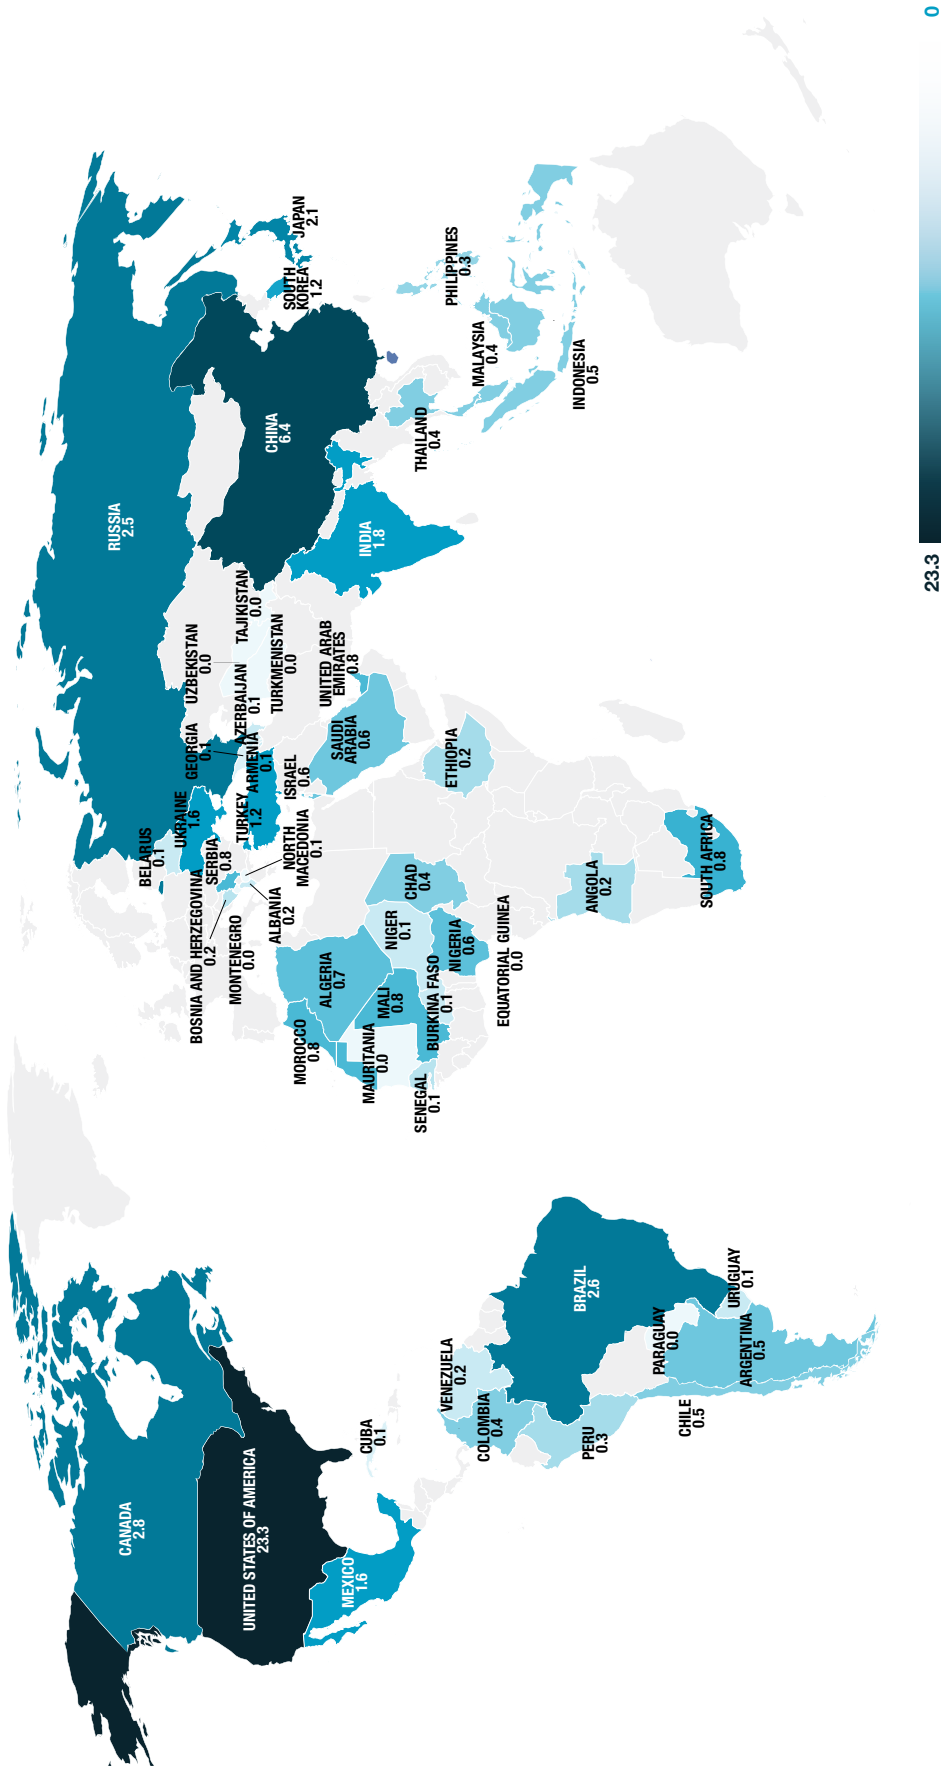 CANADA
2.8
UNITED STATES OF AMERICA
23.3
MEXICO
1.6
CUBA
0.1
VENEZUELA
0.2
COLOMBIA
0.4
PERU
0.3
BRAZIL
2.6
PARAGUAY
0.0
CHILE
0.5
URUGUAY
0.1
ARGENTINA
0.5
RUSSIA
2.5
BELARUS
0.1
UKRAINE
1.6
GEORGIA
0.1
UZBEKISTAN
0.0
BOSNIA AND HERZEGOVINA
0.2
SERBIA
0.8
MONTENEGRO
0.0
TURKEY
1.2
ARMENIA
0.1
AZERBAIJAN
0.1
TAJIKISTAN
0.0
TURKMENISTAN
0.0
ALBANIA
0.2
NORTH
MACEDONIA
0.1
ISRAEL
0.6
UNITED ARAB
EMIRATES
0.8
SAUDI
ARABIA
0.6
CHINA
6.4
SOUTH
KOREA
1.2
JAPAN
2.1
INDIA
1.8
THAILAND
0.4
PHILIPPINES
0.3
MALAYSIA
0.4
INDONESIA
0.5
MOROCCO
0.8
ALGERIA
0.7
MAURITANIA
0.0
MALI
0.8
NIGER
0.1
CHAD
0.4
SENEGAL
0.1
BURKINA FASO
0.1
NIGERIA
0.6
ETHIOPIA
0.2
EQUATORIAL GUINEA
0.0
ANGOLA
0.2
SOUTH AFRICA
0.8
23.3
0